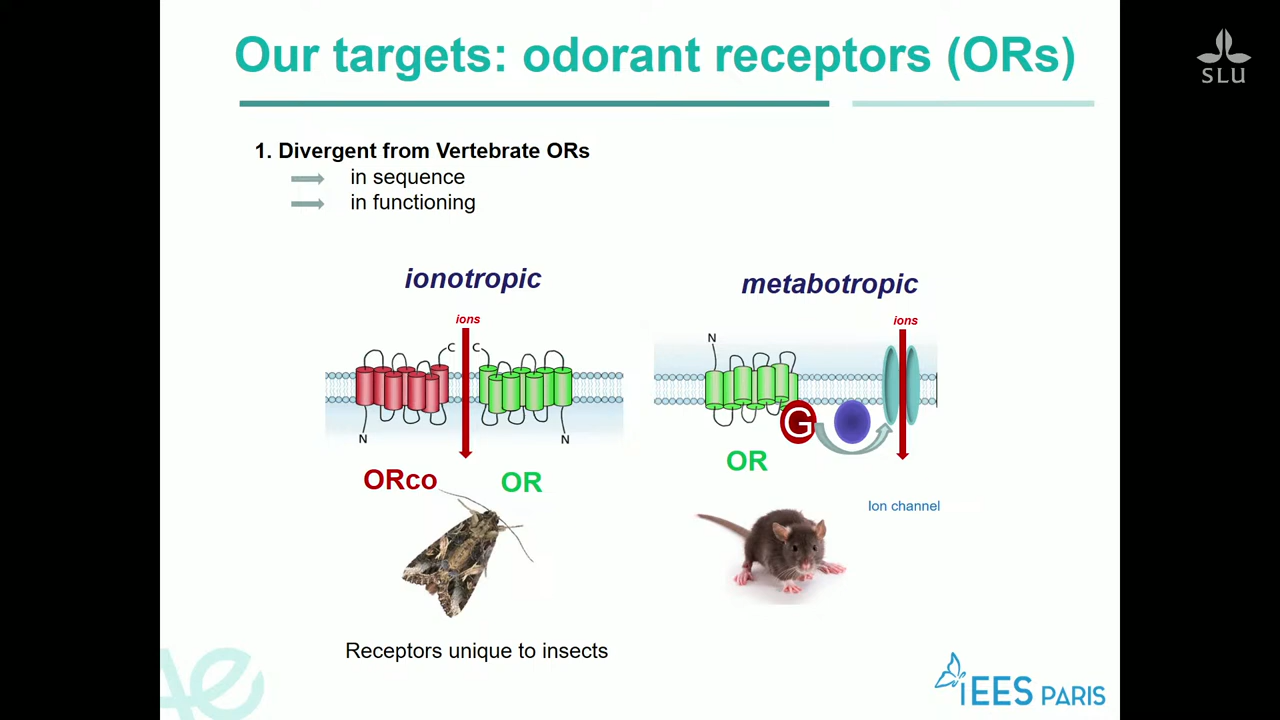 Our targets: odorant receptors (ORs)
SLU
1. Divergent from Vertebrate ORs
in sequence
in functioning
ionotropic
metabotropic
ions
ions
C C
N
N
N
G
ORco
OR
OR
Ion channel
Receptors unique to insects
iEES PARIS